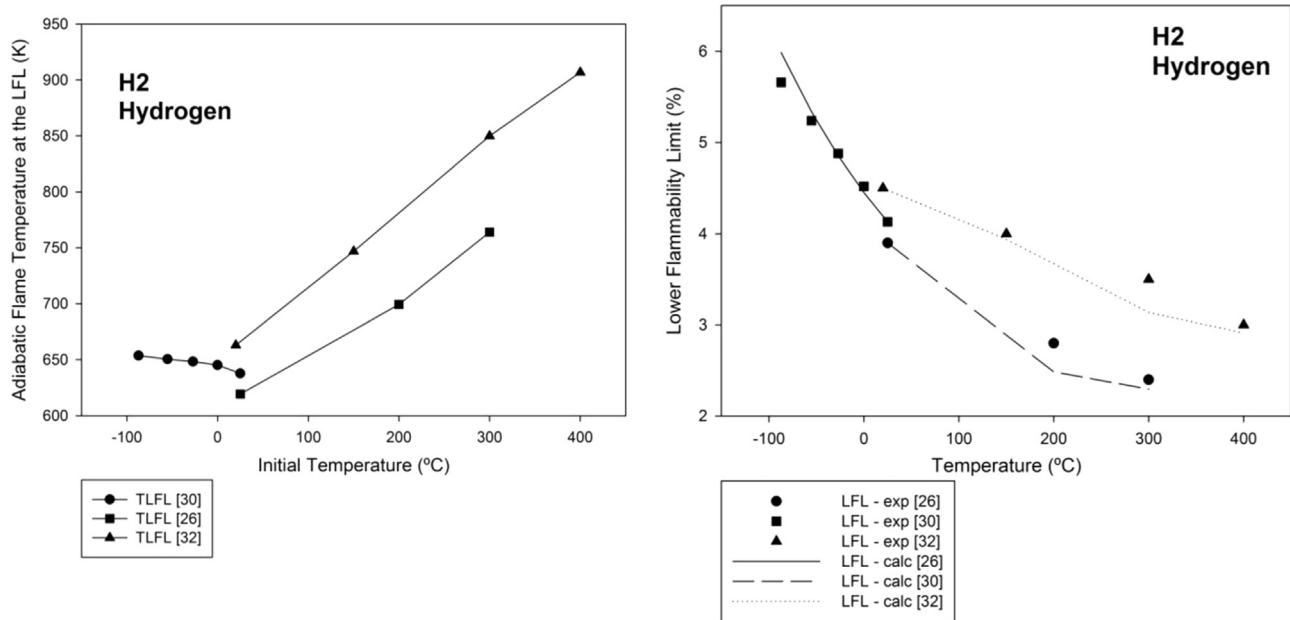 950
900
850
800
750
700
650
600
Adiabatic Flame Temperature at the LFL (K)
H2
Hydrogen
-100 0 100 200 300 400
Initial Temperature (ºC)
TLFL [30]
TLFL [26]
TLFL [32]
6
5
4
3
2
Lower Flammability Limit (%)
H2
Hydrogen
-100 0 100 200 300 400
Temperature (ºC)
LFL - exp [26]
LFL - exp [30]
LFL - exp [32]
LFL - calc [26]
LFL - calc [30]
LFL - calc [32]